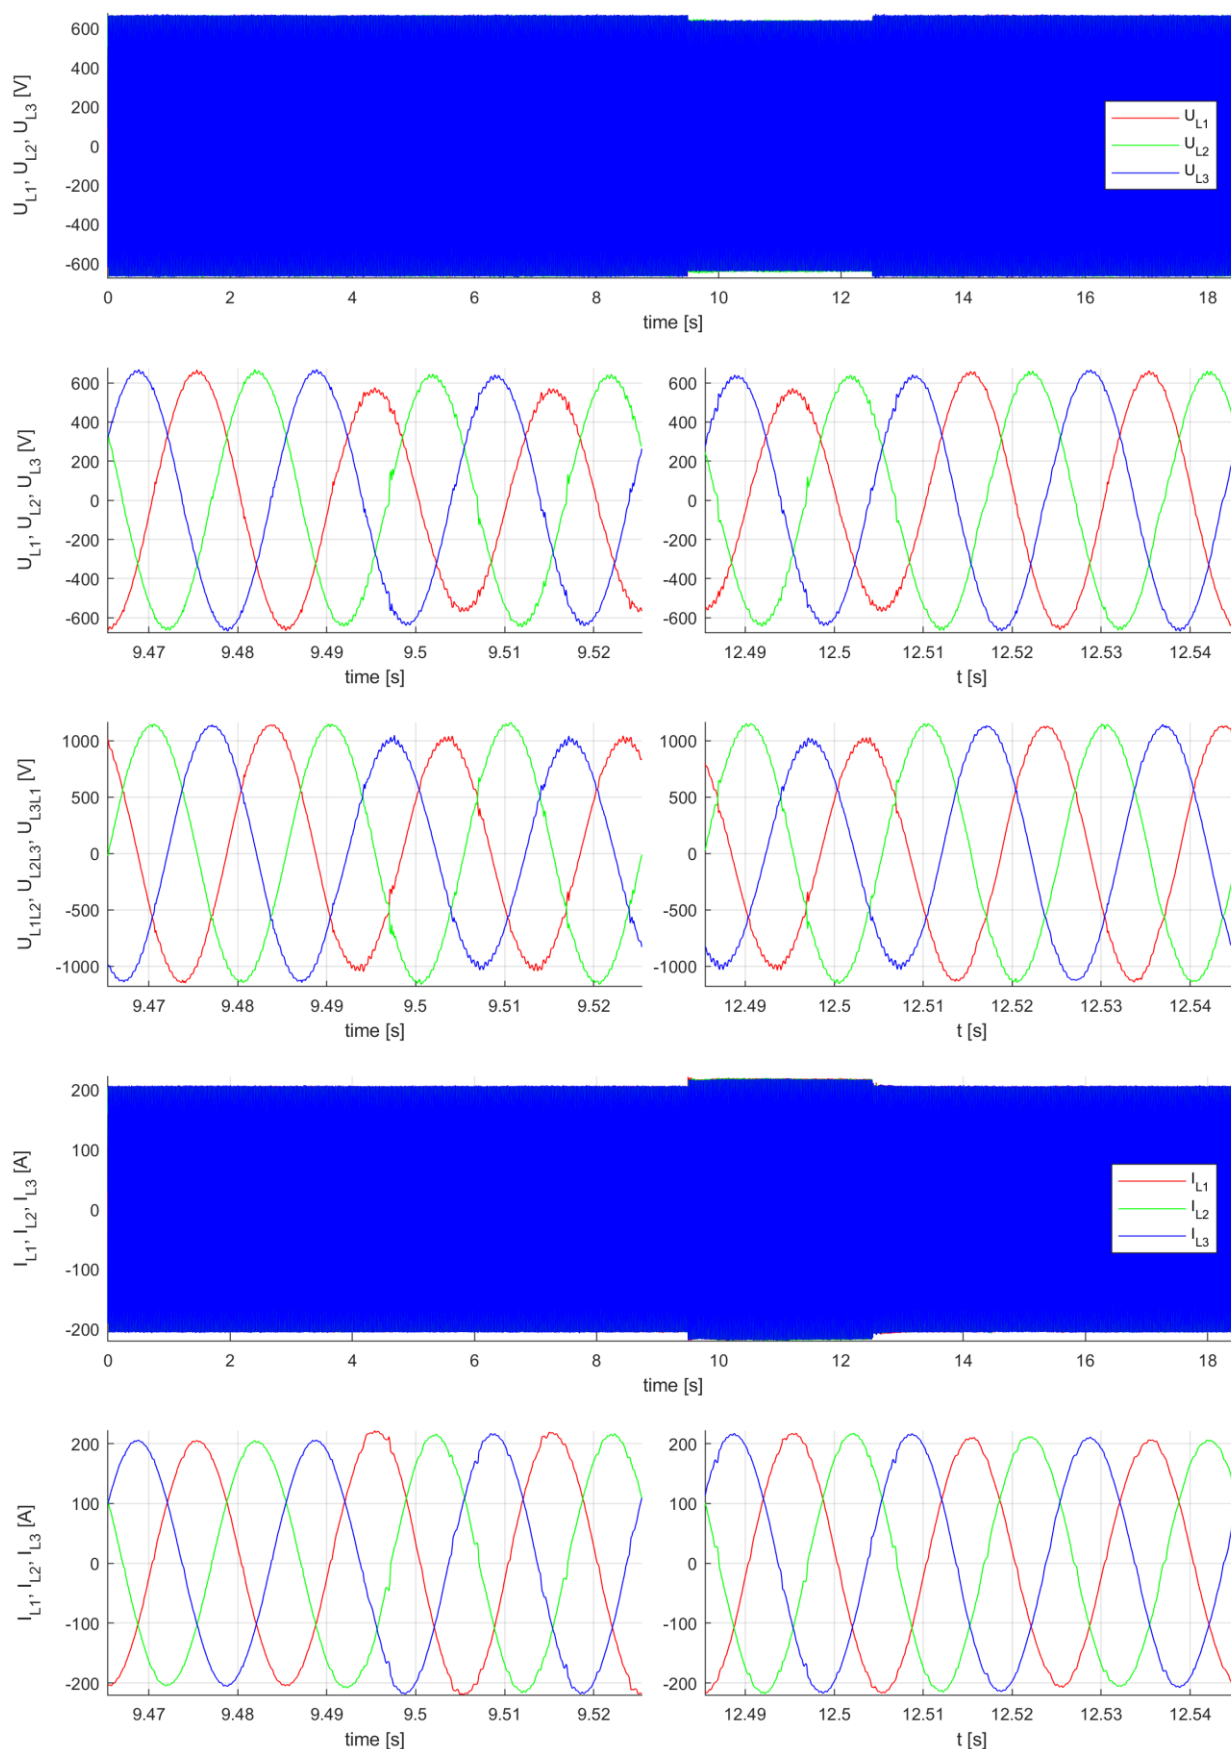 U_L1, U_L2, U_L3 [V]
600
400
200
0
-200
-400
-600
U_L1
U_L2
U_L3
0 2 4 6 8 10 12 14 16 18
time [s]
U_L1, U_L2, U_L3 [V]
600
400
200
0
-200
-400
-600
9.47 9.48 9.49 9.5 9.51 9.52
time [s]
600
400
200
0
-200
-400
-600
12.49 12.5 12.51 12.52 12.53 12.54
t [s]
U_L1L2, U_L2L3, U_L3L1 [V]
1000
500
0
-500
-1000
9.47 9.48 9.49 9.5 9.51 9.52
time [s]
1000
500
0
-500
-1000
12.49 12.5 12.51 12.52 12.53 12.54
t [s]
I_L1, I_L2, I_L3 [A]
200
100
0
-100
-200
I_L1
I_L2
I_L3
0 2 4 6 8 10 12 14 16 18
time [s]
I_L1, I_L2, I_L3 [A]
200
100
0
-100
-200
9.47 9.48 9.49 9.5 9.51 9.52
time [s]
200
100
0
-100
-200
12.49 12.5 12.51 12.52 12.53 12.54
t [s]